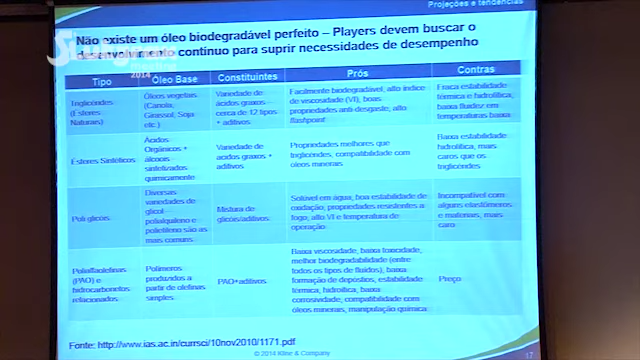 Projeções e tendências
Não existe um óleo biodegradável perfeito – Players devem buscar o
desenvolvimento contínuo para suprir necessidades de desempenho
2014
Tipo
Óleo Base
Constituintes
Prós
Contras
Triglicérides
(Ésteres
Naturais)
Óleos vegetais
(Canola,
Girassol, Soja
etc.)
Variedade de
ácidos graxos -
cerca de 12 tipos
+ aditivos
Facilmente biodegradável, alto índice
de viscosidade (VI), boas
propriedades anti-desgaste, alto
flashpoint
Fraca estabilidade
térmica e hidrolítica,
baixa fluidez em
temperaturas baixas
Ésteres Sintéticos
Ácidos
Orgânicos +
álcoois
sintetizados
quimicamente
Variedade de
ácidos graxos +
aditivos
Propriedades melhores que
triglicérides, compatibilidade com
óleos minerais
Baixa estabilidade
hidrolítica, mais
caros que os
triglicérides
Poli glicóis
Diversas
variedades de
glicol
polialquileno e
polietileno são as
mais comuns
Mistura de
glicóis/aditivos
Solúvel em água, boa estabilidade de
oxidação, propriedades resistentes a
fogo, alto VI e temperatura de
operação
Incompatível com
alguns elastômeros
e materiais, mais
caro
Polialfaolefinas
(PAO) e
hidrocarbonetos
relacionados
Polímeros
produzidos a
partir de olefinas
simples
PAO+aditivos
Baixa viscosidade, baixa toxicidade,
melhor biodegradabilidade (entre
todos os tipos de fluídos), baixa
formação de depósitos, estabilidade
térmica, hidrolítica, baixa
corrosividade, compatibilidade com
óleos minerais, manipulação química
Preço
Fonte: http://www.ias.ac.in/currsci/10nov2010/1171.pdf
© 2014 Kline & Company
17